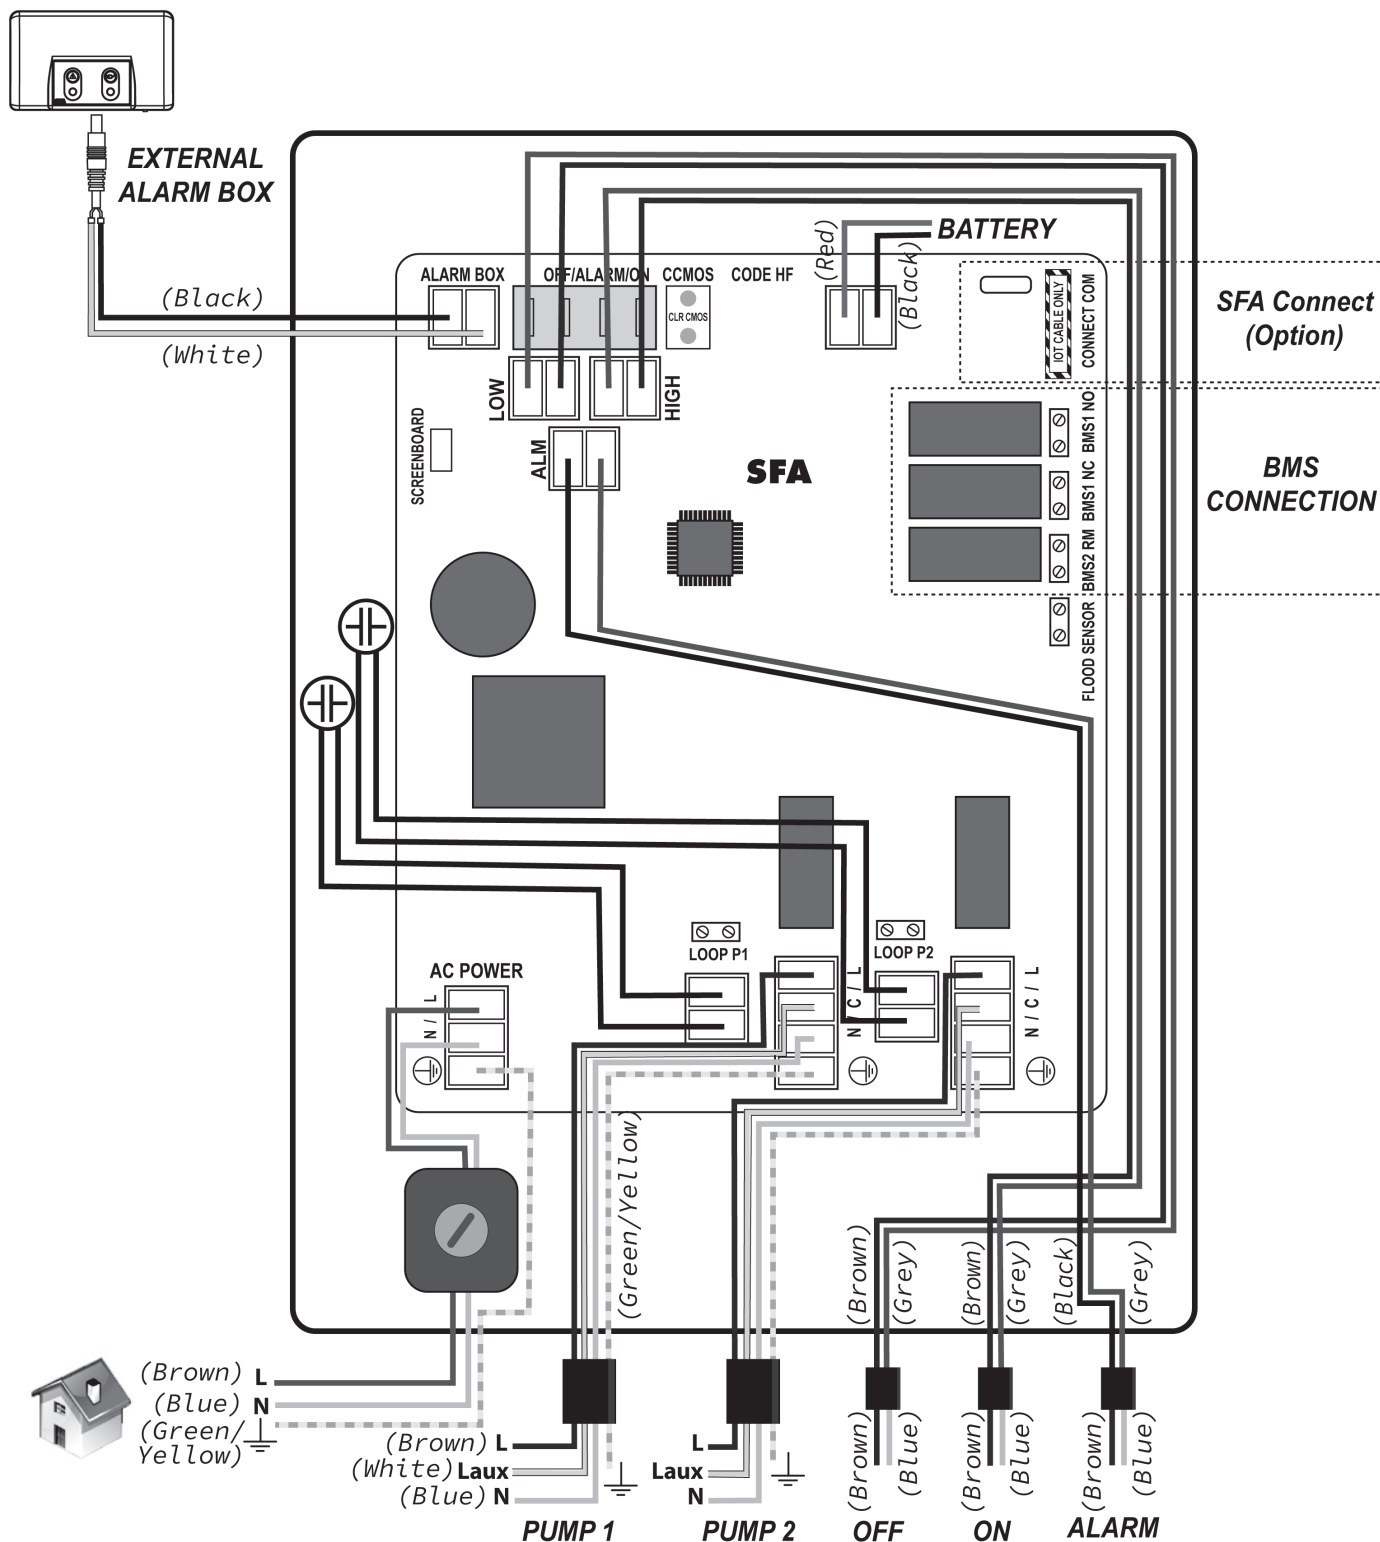 EXTERNAL
ALARM BOX
(Black)
(White)
ALARM BOX
OFF/ALARM/ON
CCMOS
CODE HF
CLR CMOS
(Red)
(Black)
BATTERY
IOT CABLE ONLY
CONNECT COM
SFA Connect
(Option)
LOW
HIGH
ALM
SCREENBOARD
SFA
BMS1 NO
BMS1 NC
BMS2 RM
BMS
CONNECTION
FLOOD SENSOR
LOOP P1
LOOP P2
AC POWER
N / L
N / C / L
N / C / L
(Green/Yellow)
(Brown)
(Grey)
(Brown)
(Grey)
(Black)
(Grey)
(Brown) L
(Blue) N
(Green/
Yellow)
(Brown) L
(White) Laux
(Blue) N
L
Laux
N
(Brown)
(Blue)
(Brown)
(Blue)
(Brown)
(Blue)
PUMP 1
PUMP 2
OFF
ON
ALARM